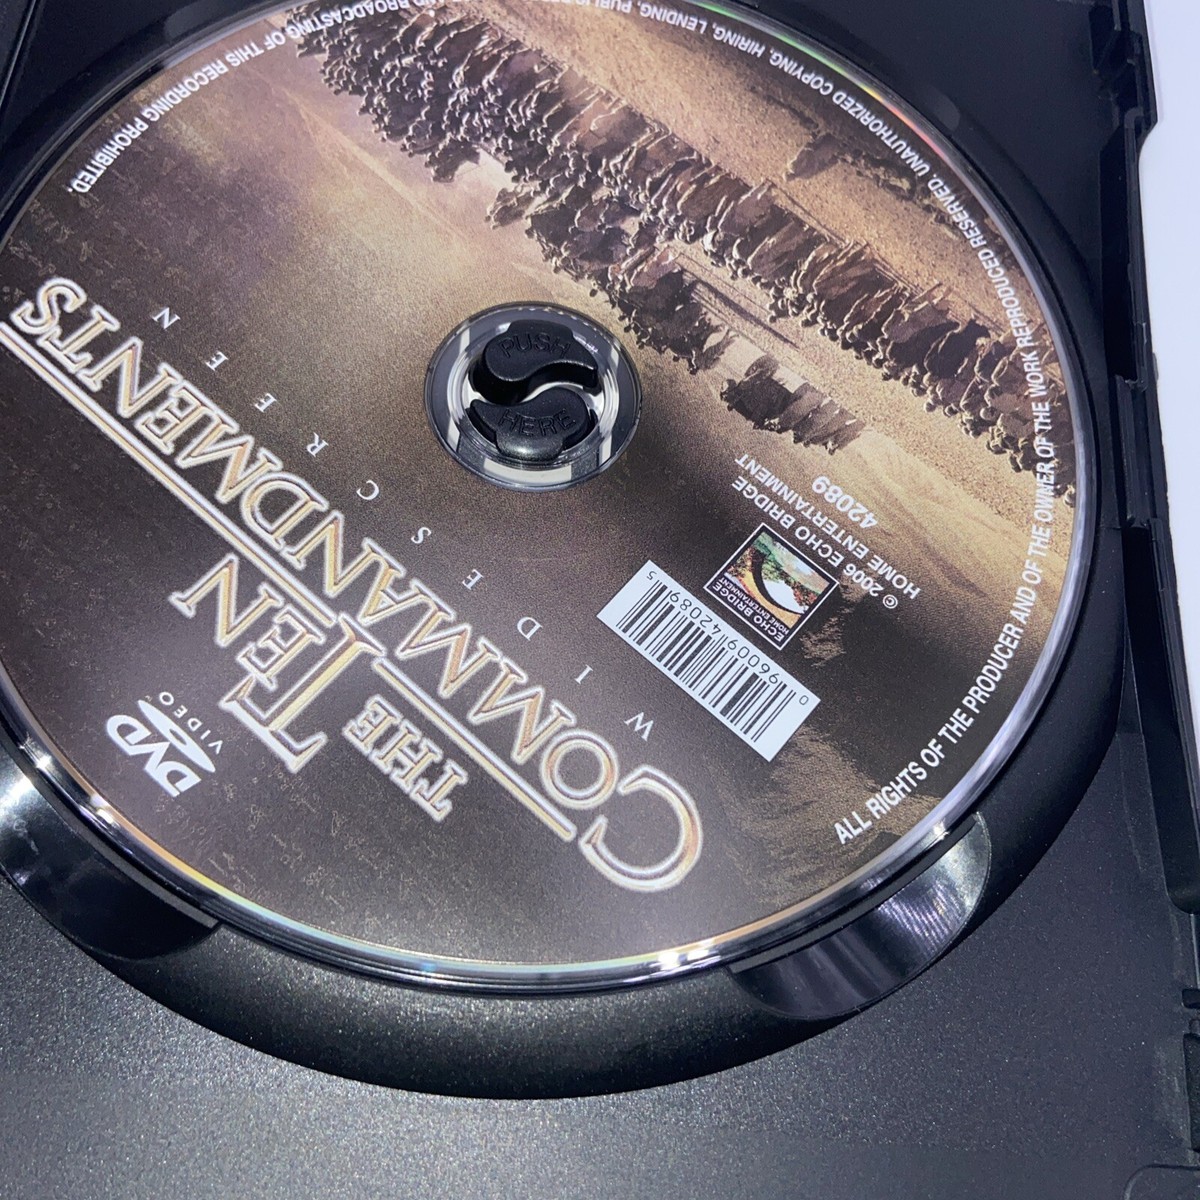 THE TEN
COMMANDMENTS
WIDESCREEN
DVD
VIDEO
PUSH
HERE
© 2006 ECHO BRIDGE
HOME ENTERTAINMENT
42089
ECHO BRIDGE
HOME ENTERTAINMENT
0 96009 42089 5
ALL RIGHTS OF THE PRODUCER AND OF THE OWNER OF THE WORK REPRODUCED RESERVED. UNAUTHORIZED COPYING, HIRING, LENDING, PUBLIC AND BROADCASTING OF THIS RECORDING PROHIBITED.